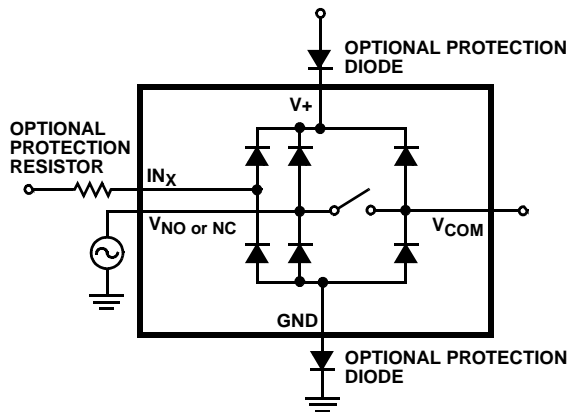 OPTIONAL PROTECTION
DIODE
V+
OPTIONAL
PROTECTION
RESISTOR
INX
VNO or NC
VCOM
GND
OPTIONAL PROTECTION
DIODE